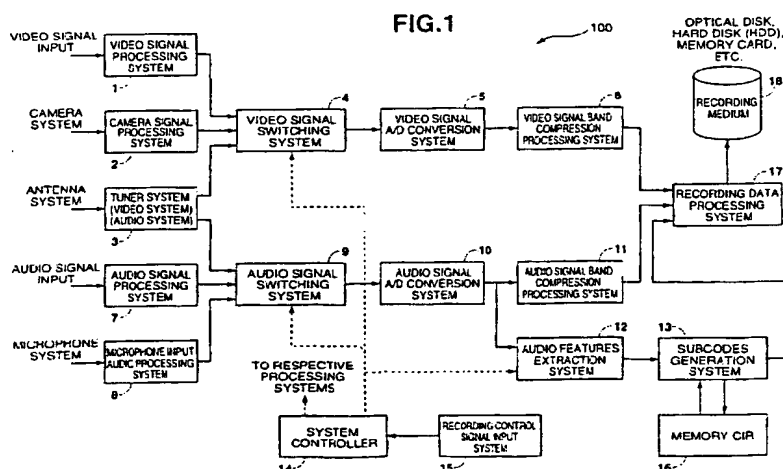 FIG.1
100
VIDEO SIGNAL
INPUT
VIDEO SIGNAL
PROCESSING
SYSTEM
1
CAMERA
SYSTEM
CAMERA SIGNAL
PROCESSING
SYSTEM
2
ANTENNA
SYSTEM
TUNER SYSTEM
(VIDEO SYSTEM)
(AUDIO SYSTEM)
3
AUDIO SIGNAL
INPUT
AUDIO SIGNAL
PROCESSING
SYSTEM
7
MICROPHONE
SYSTEM
MICROPHONE INPUT
AUDIO PROCESSING
SYSTEM
8
4
VIDEO SIGNAL
SWITCHING
SYSTEM
5
VIDEO SIGNAL
A/D CONVERSION
SYSTEM
6
VIDEO SIGNAL BAND
COMPRESSION
PROCESSING SYSTEM
9
AUDIO SIGNAL
SWITCHING
SYSTEM
10
AUDIO SIGNAL
A/D CONVERSION
SYSTEM
11
AUDIO SIGNAL BAND
COMPRESSION
PROCESSING SYSTEM
12
AUDIO FEATURES
EXTRACTION
SYSTEM
13
SUBCODES
GENERATION
SYSTEM
MEMORY CIR
16
TO RESPECTIVE
PROCESSING
SYSTEMS
SYSTEM
CONTROLLER
14
RECORDING CONTROL
SIGNAL INPUT
SYSTEM
15
OPTICAL DISK,
HARD DISK (HDD),
MEMORY CARD,
ETC.
18
RECORDING
MEDIUM
17
RECORDING DATA
PROCESSING
SYSTEM